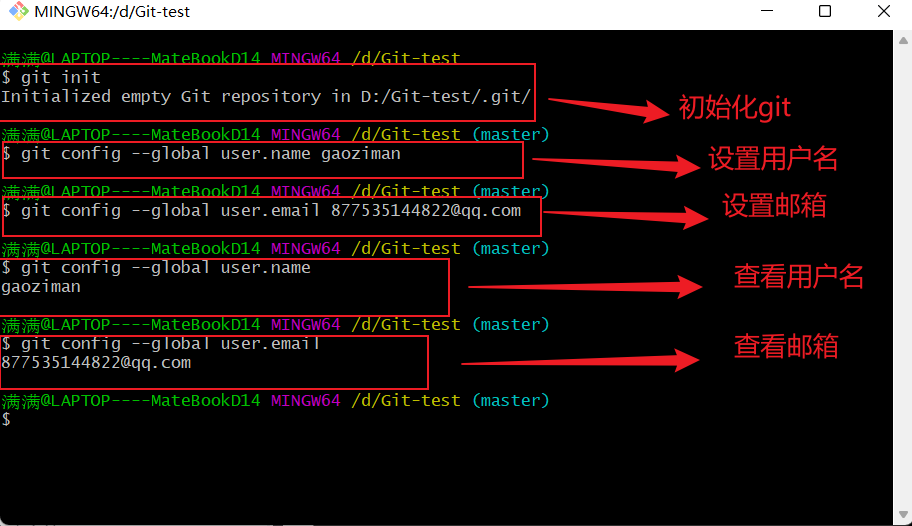 MINGW64:/d/Git-test
满满@LAPTOP----MateBookD14 MINGW64 /d/Git-test
$ git init
Initialized empty Git repository in D:/Git-test/.git/
初始化git
满满@LAPTOP----MateBookD14 MINGW64 /d/Git-test (master)
$ git config --global user.name gaoziman
设置用户名
满满@LAPTOP----MateBookD14 MINGW64 /d/Git-test (master)
$ git config --global user.email 877535144822@qq.com
设置邮箱
满满@LAPTOP----MateBookD14 MINGW64 /d/Git-test (master)
$ git config --global user.name
gaoziman
查看用户名
满满@LAPTOP----MateBookD14 MINGW64 /d/Git-test (master)
$ git config --global user.email
877535144822@qq.com
查看邮箱
满满@LAPTOP----MateBookD14 MINGW64 /d/Git-test (master)
$